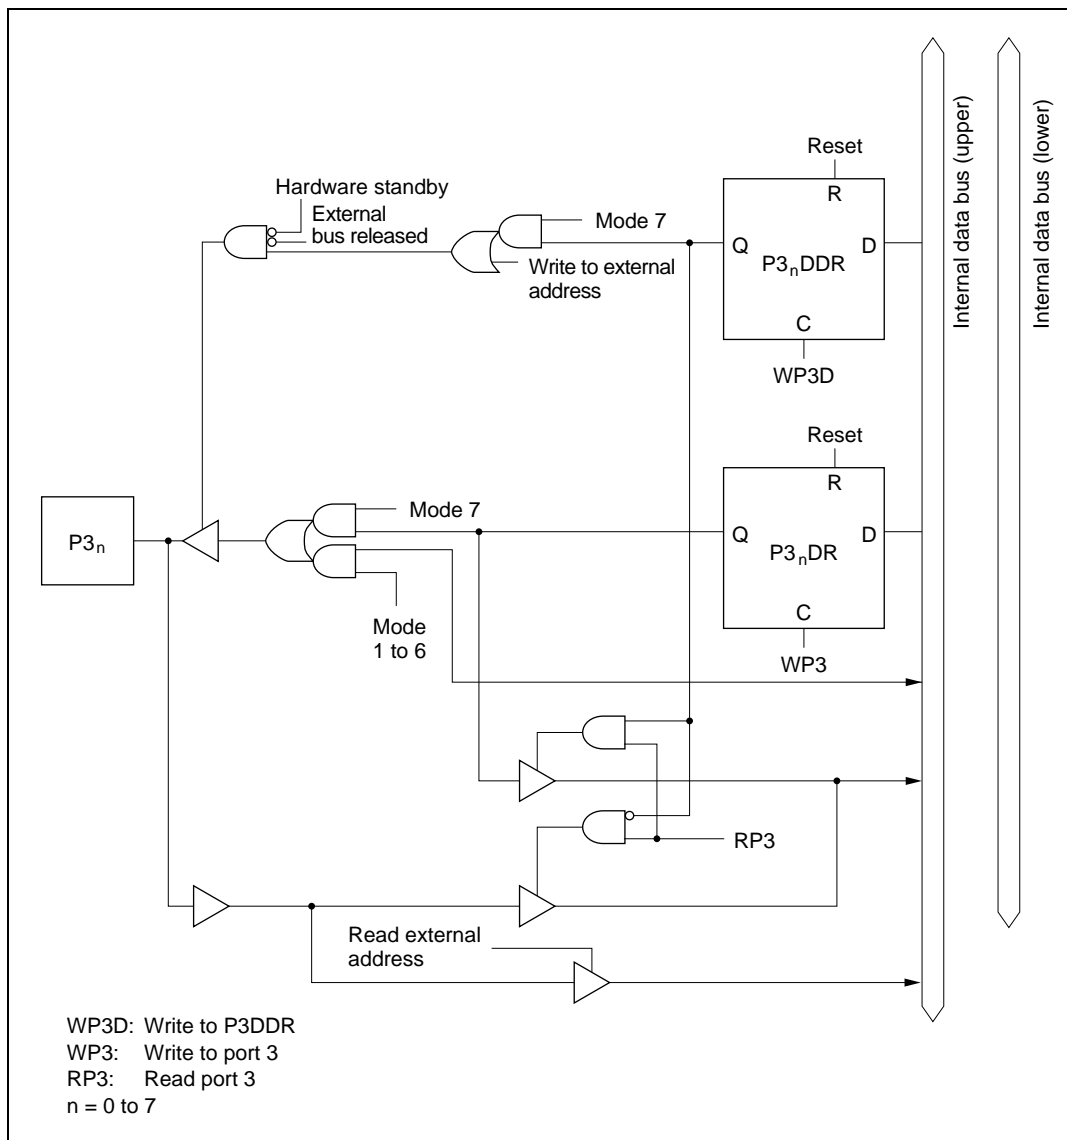 Reset
R
Hardware standby
External
bus released
Mode 7
Write to external
address
Q
D
P3nDDR
C
WP3D
Reset
R
Mode 7
P3n
Q
D
P3nDR
C
Mode
1 to 6
WP3
RP3
Read external
address
Internal data bus (upper)
Internal data bus (lower)
WP3D: Write to P3DDR
WP3: Write to port 3
RP3: Read port 3
n = 0 to 7